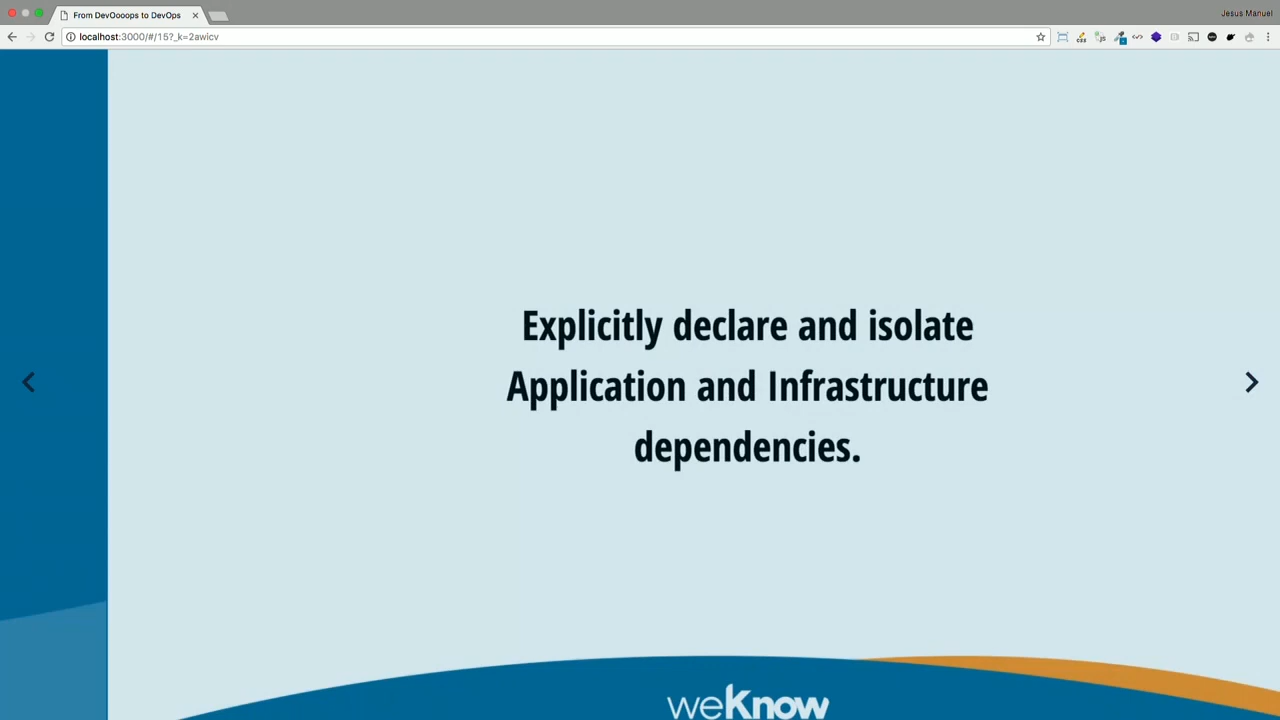 From DevOooops to DevOps
Jesus Manuel
localhost:3000/#/15?_k=2awicv
Explicitly declare and isolate
Application and Infrastructure
dependencies.
weKnow